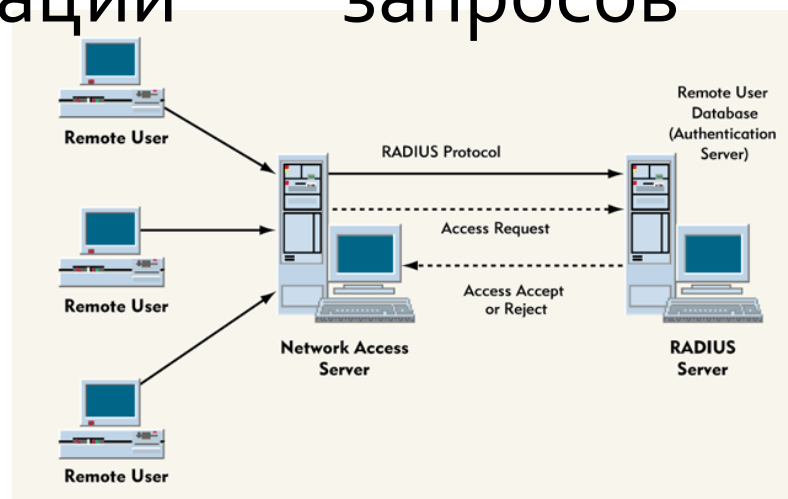 запросов
Remote User
Remote User
Remote User
RADIUS Protocol
Access Request
Access Accept
or Reject
Network Access
Server
Remote User
Database
(Authentication
Server)
RADIUS
Server